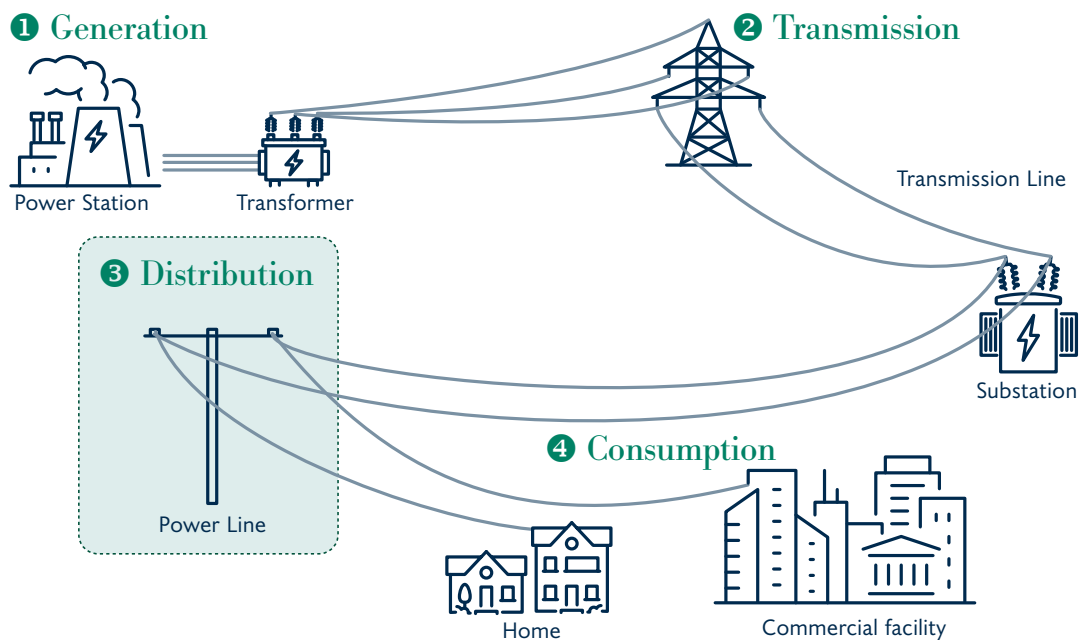 ❶ Generation
❷ Transmission
Power Station
Transformer
Transmission Line
❸ Distribution
Substation
Power Line
❹ Consumption
Home
Commercial facility